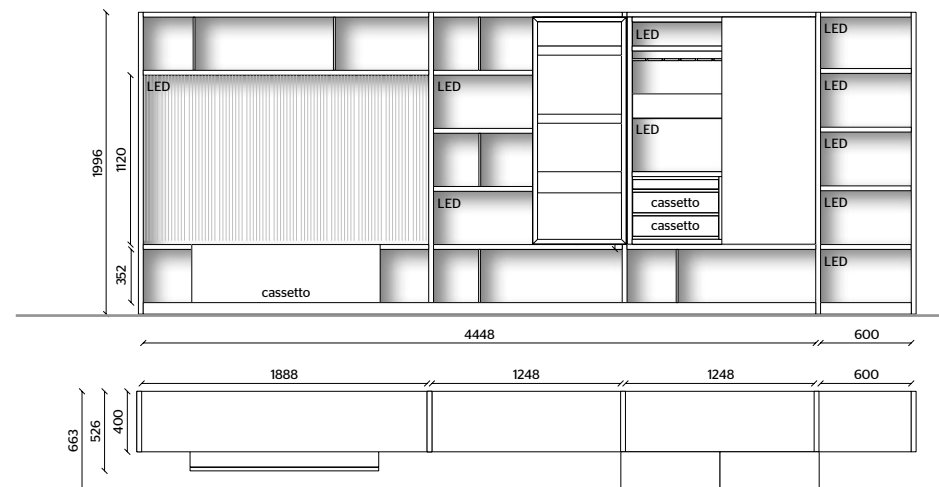 LED
LED
LED
LED
LED
LED
1996
1120
LED
LED
LED
cassetto
cassetto
352
LED
cassetto
4448
600
1888
1248
1248
600
663
526
400